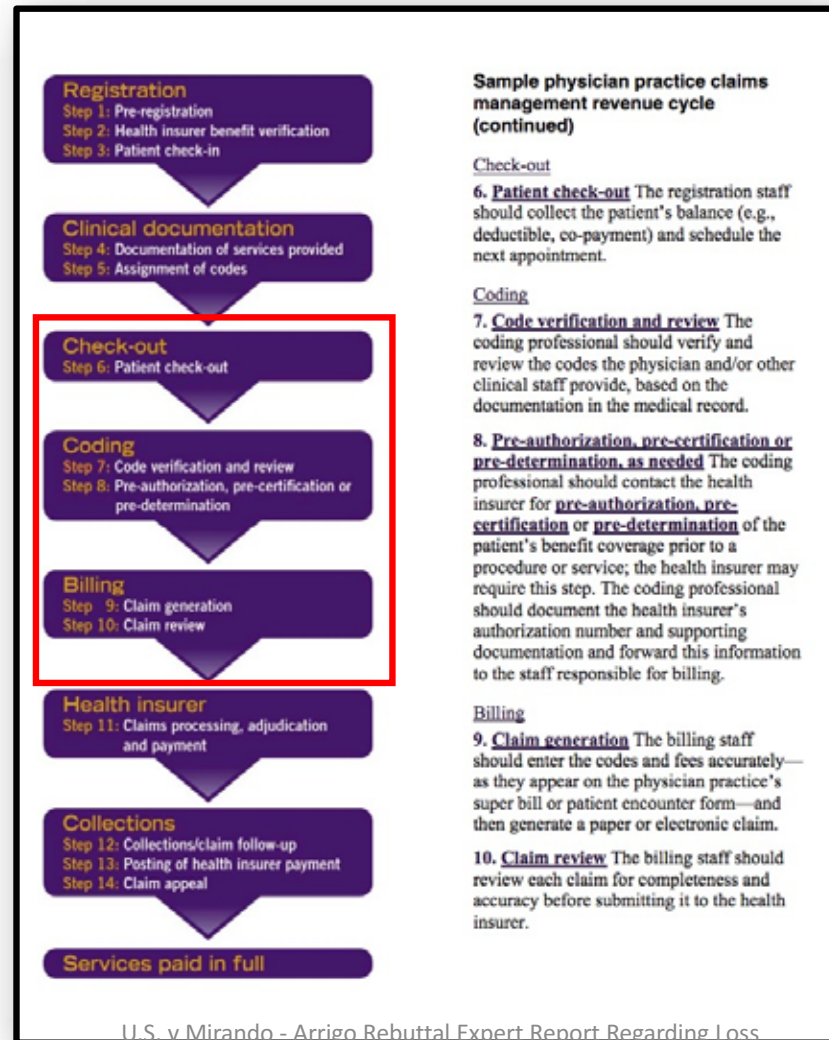 Registration
Step 1: Pre-registration
Step 2: Health insurer benefit verification
Step 3: Patient check-in
Clinical documentation
Step 4: Documentation of services provided
Step 5: Assignment of codes
Check-out
Step 6: Patient check-out
Coding
Step 7: Code verification and review
Step 8: Pre-authorization, pre-certification or
pre-determination
Billing
Step 9: Claim generation
Step 10: Claim review
Health insurer
Step 11: Claims processing, adjudication
and payment
Collections
Step 12: Collections/claim follow-up
Step 13: Posting of health insurer payment
Step 14: Claim appeal
Services paid in full
Sample physician practice claims
management revenue cycle
(continued)
Check-out
6. Patient check-out The registration staff
should collect the patient's balance (e.g.,
deductible, co-payment) and schedule the
next appointment.
Coding
7. Code verification and review The
coding professional should verify and
review the codes the physician and/or other
clinical staff provide, based on the
documentation in the medical record.
8. Pre-authorization, pre-certification or
pre-determination, as needed The coding
professional should contact the health
insurer for pre-authorization, pre-
certification or pre-determination of the
patient's benefit coverage prior to a
procedure or service; the health insurer may
require this step. The coding professional
should document the health insurer's
authorization number and supporting
documentation and forward this information
to the staff responsible for billing.
Billing
9. Claim generation The billing staff
should enter the codes and fees accurately—
as they appear on the physician practice's
super bill or patient encounter form—and
then generate a paper or electronic claim.
10. Claim review The billing staff should
review each claim for completeness and
accuracy before submitting it to the health
insurer.
U.S. v Mirando - Arrigo Rebuttal Expert Report Regarding Loss